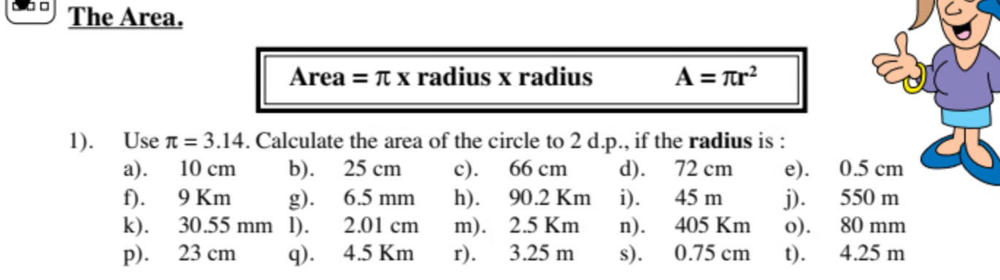 The Area.
Area = π x radius x radius A = πr²
1). Use π = 3.14. Calculate the area of the circle to 2 d.p., if the radius is :
a). 10 cm b). 25 cm c). 66 cm d). 72 cm e). 0.5 cm
f). 9 Km g). 6.5 mm h). 90.2 Km i). 45 m j). 550 m
k). 30.55 mm l). 2.01 cm m). 2.5 Km n). 405 Km o). 80 mm
p). 23 cm q). 4.5 Km r). 3.25 m s). 0.75 cm t). 4.25 m